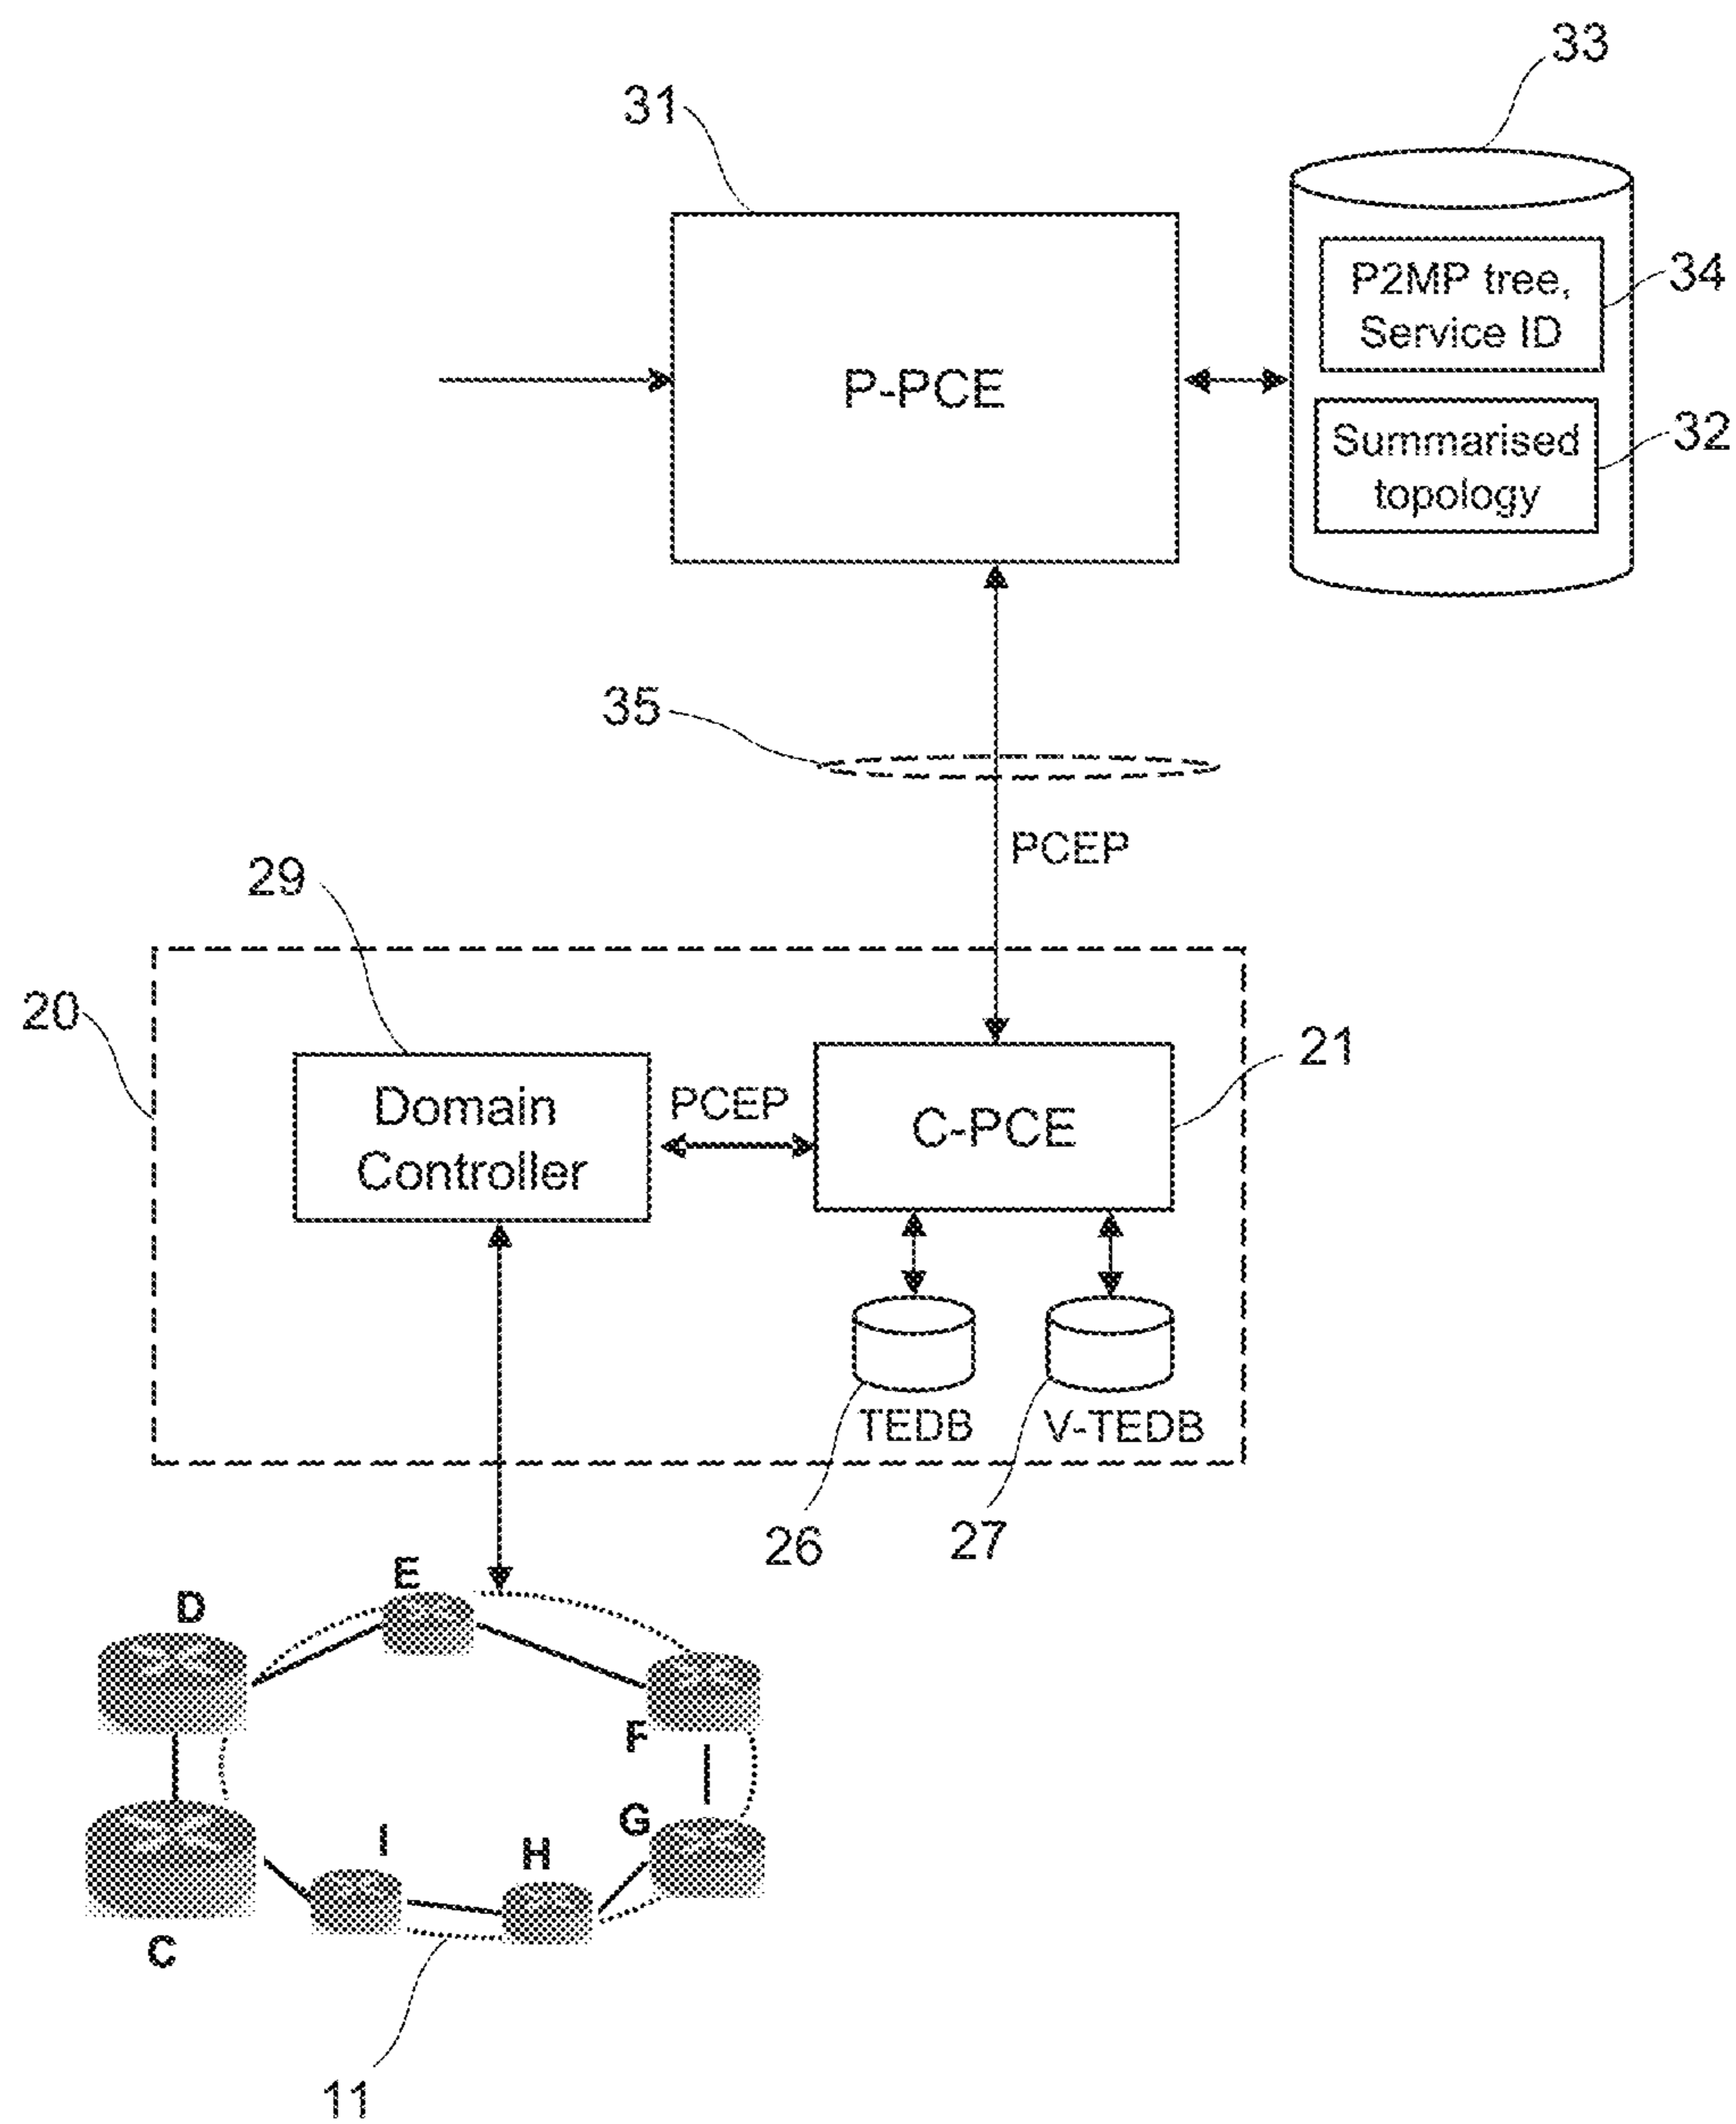 33
31
P2MP tree,
Service ID
34
P-PCE
Summarised
topology
32
35
PCEP
29
20
21
Domain
Controller
PCEP
C-PCE
TEDB
V-TEDB
26
27
E
D
F
G
I
H
C
11